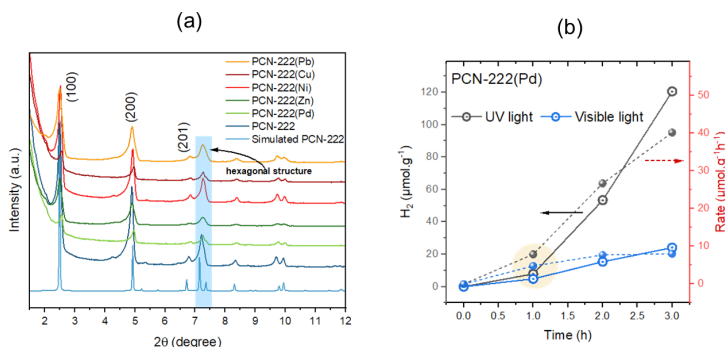 (a)
PCN-222(Pb)
PCN-222(Cu)
PCN-222(Ni)
PCN-222(Zn)
PCN-222(Pd)
PCN-222
Simulated PCN-222
(100)
(200)
(201)
hexagonal structure
Intensity (a.u.)
2 3 4 5 6 7 8 9 10 11 12
2θ (degree)
(b)
PCN-222(Pd)
UV light
Visible light
H2 (μmol.g-1)
120
100
80
60
40
20
0
Rate (μmol.g-1h-1)
50
40
30
20
10
0
0.0 0.5 1.0 1.5 2.0 2.5 3.0
Time (h)